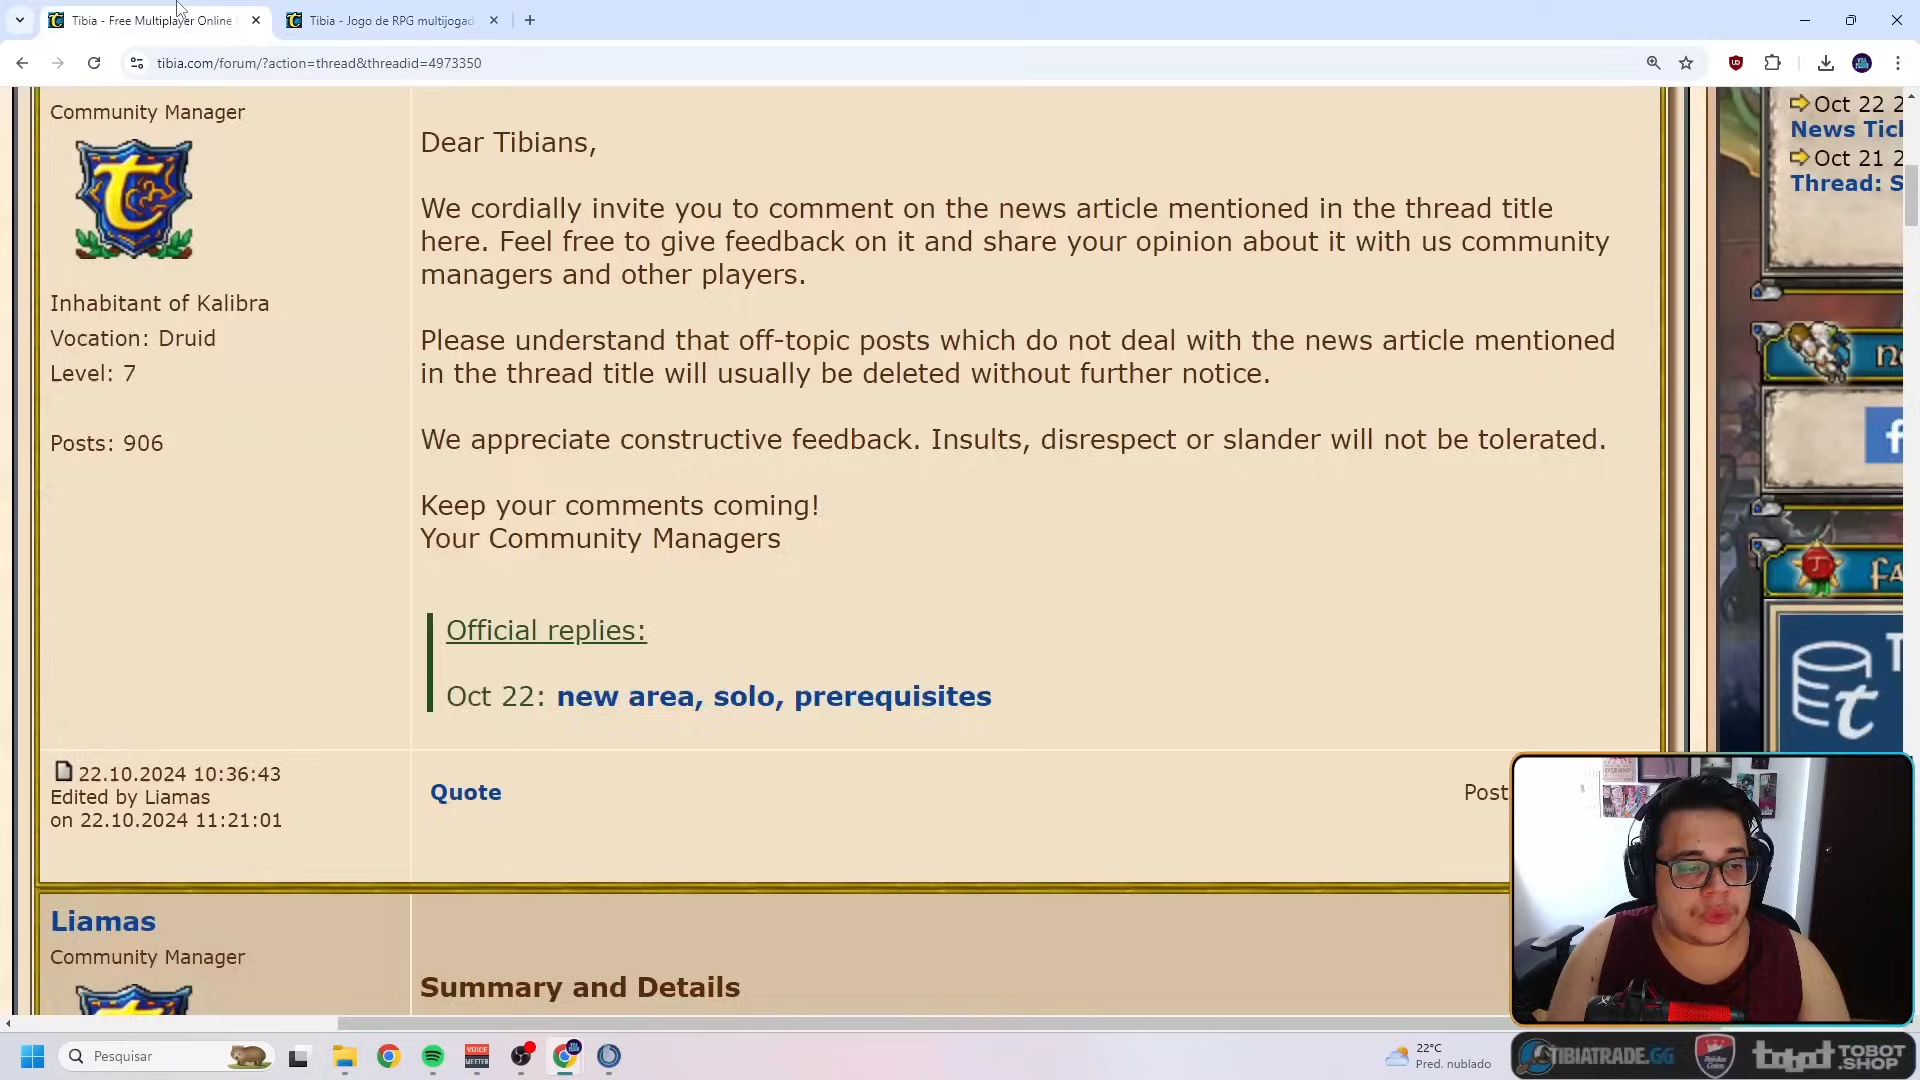 Tibia - Free Multiplayer Online
Tibia - Jogo de RPG multijogad
tibia.com/forum/?action=thread&threadid=4973350
Community Manager
Inhabitant of Kalibra
Vocation: Druid
Level: 7
Posts: 906
Dear Tibians,
We cordially invite you to comment on the news article mentioned in the thread title
here. Feel free to give feedback on it and share your opinion about it with us community
managers and other players.
Please understand that off-topic posts which do not deal with the news article mentioned
in the thread title will usually be deleted without further notice.
We appreciate constructive feedback. Insults, disrespect or slander will not be tolerated.
Keep your comments coming!
Your Community Managers
Official replies:
Oct 22: new area, solo, prerequisites
22.10.2024 10:36:43
Edited by Liamas
on 22.10.2024 11:21:01
Quote
Post
Liamas
Community Manager
Summary and Details
Oct 22 2
News Tick
Oct 21 2
Thread: S
Pesquisar
VOICE
MEETER
22°C
Pred. nublado
TIBIATRADE.GG
tobot
TOBOT
.SHOP